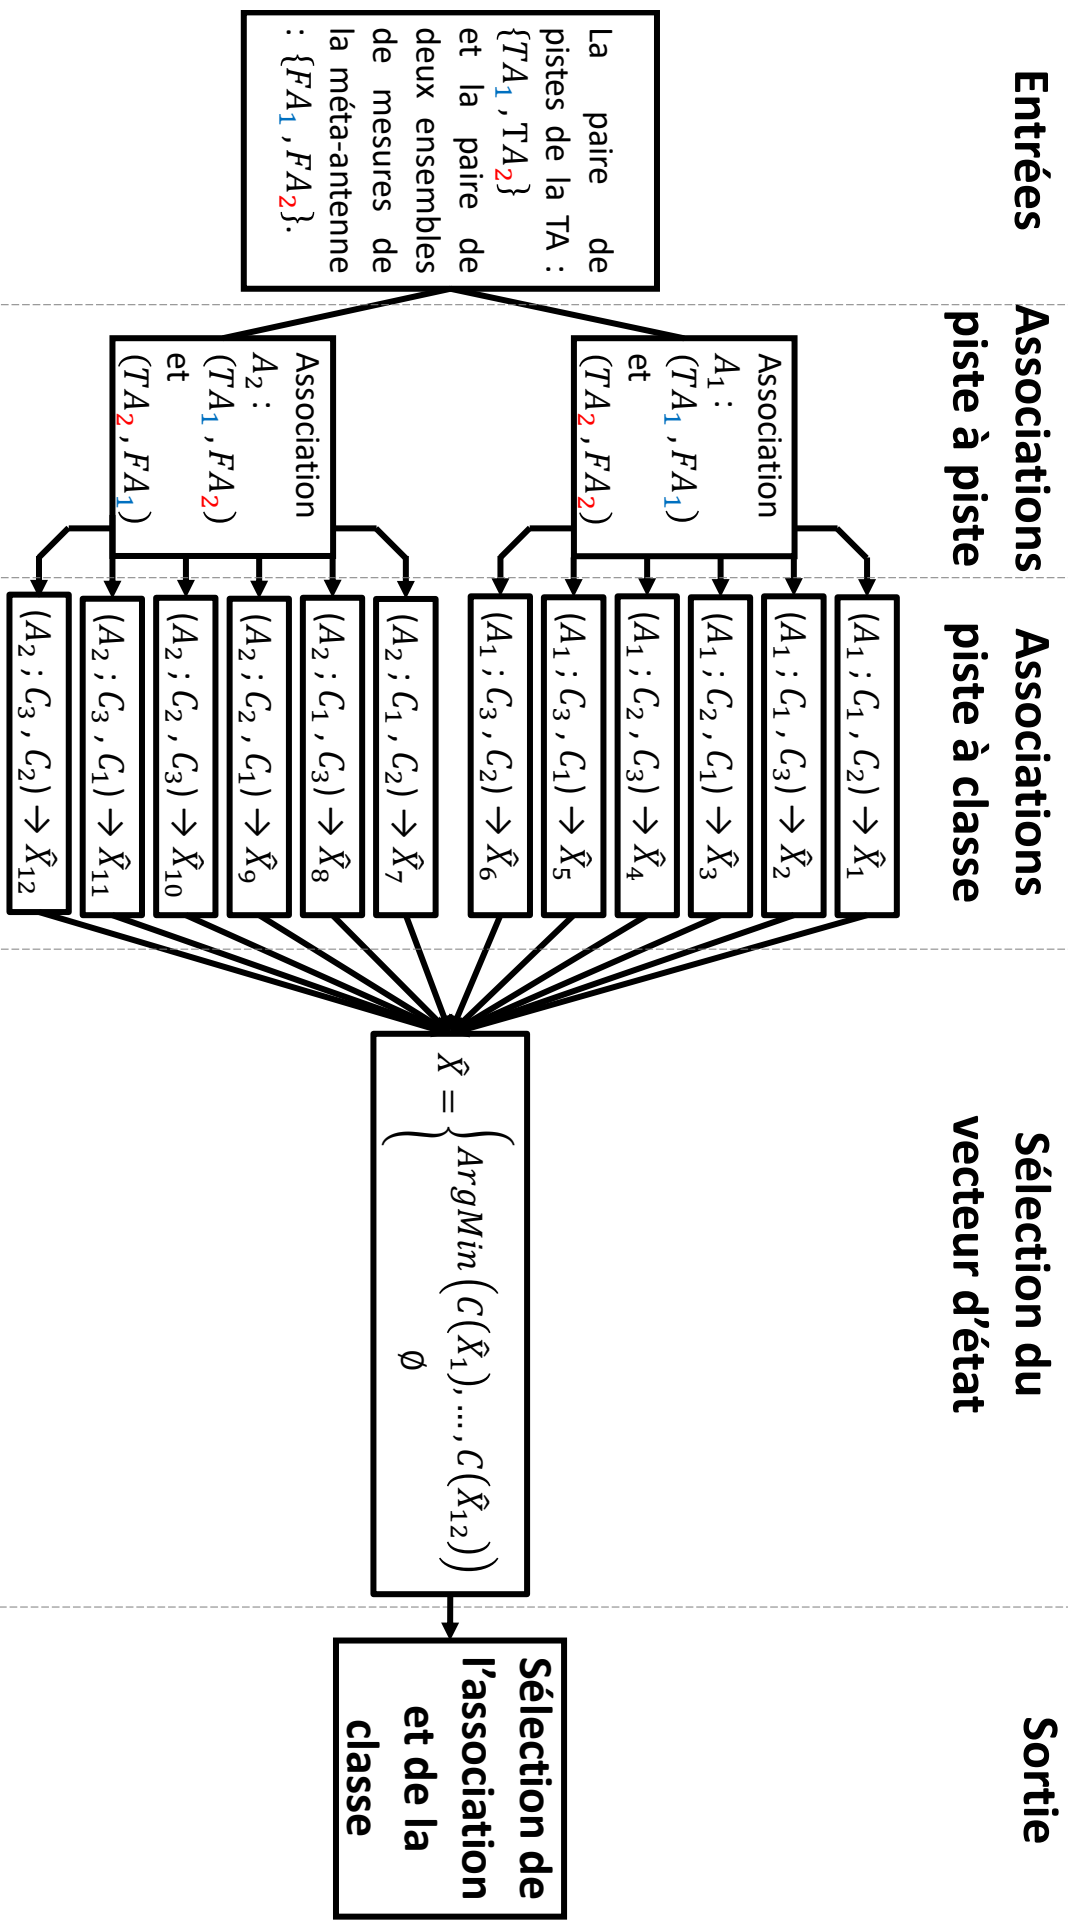 Entrées
Associations
piste à piste
Associations
piste à classe
Sélection du
vecteur d'état
Sortie
La paire de
pistes de la TA :
{TA₁, TA₂}
et la paire de
deux ensembles
de mesures de
la méta-antenne
: {FA₁, FA₂}.
Association
A₁ :
(TA₁, FA₁)
et
(TA₂, FA₂)
Association
A₂ :
(TA₁, FA₂)
et
(TA₂, FA₁)
(A₁ ; C₁, C₂) → X̂₁
(A₁ ; C₁, C₃) → X̂₂
(A₁ ; C₂, C₁) → X̂₃
(A₁ ; C₂, C₃) → X̂₄
(A₁ ; C₃, C₁) → X̂₅
(A₁ ; C₃, C₂) → X̂₆
(A₂ ; C₁, C₂) → X̂₇
(A₂ ; C₁, C₃) → X̂₈
(A₂ ; C₂, C₁) → X̂₉
(A₂ ; C₂, C₃) → X̂₁₀
(A₂ ; C₃, C₁) → X̂₁₁
(A₂ ; C₃, C₂) → X̂₁₂
X̂ = { ArgMin (C(X̂₁), … , C(X̂₁₂))
∅
Sélection de
l'association
et de la
classe